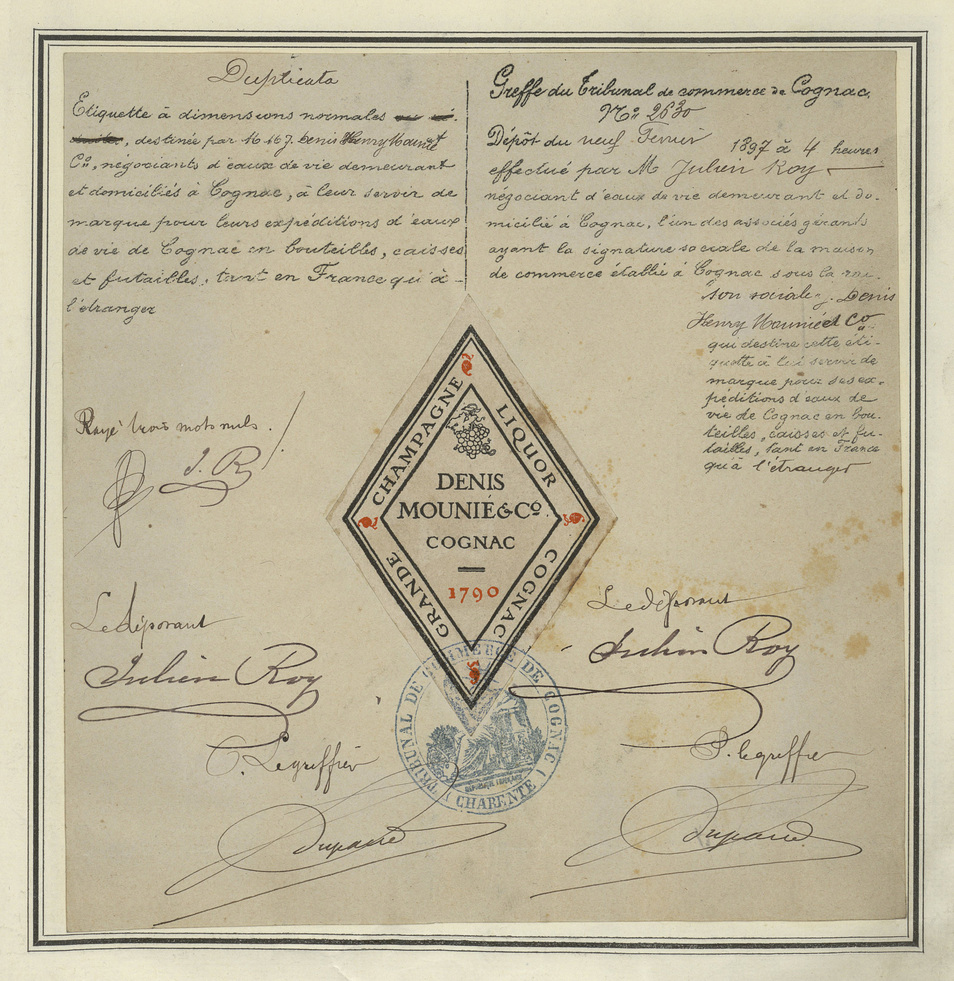 Duplicata
Etiquette à dimensions normales
destinée par M et J. Denis Henry Mounié et
Co, négociants d'eaux de vie demeurant
et domiciliés à Cognac, à leur servir de
marque pour leurs expéditions d'eaux
de vie de Cognac en bouteilles, caisses
et futailles, tant en France qu'à
l'étranger
Rayé trois mots nuls.
J. R
Le déposant
Julien Roy
P. Le greffier
Greffe du Tribunal de commerce de Cognac.
No 2630
Dépôt du neuf 1897 à 4 heures
effectué par M Julien Roy
négociant d'eaux de vie demeurant et do-
micilié à Cognac, l'un des associés gérants
ayant la signature sociale de la maison
de commerce établie à Cognac sous la rai-
son sociale J. Denis
Henry Mounié et Co
qui destine cette éti-
quette à lui servir de
marque pour ses ex-
péditions d'eaux de
vie de Cognac en bou-
teilles, caisses et fu-
tailles, tant en France
qu'à l'étranger
Le déposant
Julien Roy
P. le greffier
GRANDE CHAMPAGNE
LIQUOR COGNAC
DENIS
MOUNIÉ & Co.
COGNAC
1790
TRIBUNAL DE COMMERCE DE COGNAC
(CHARENTE)